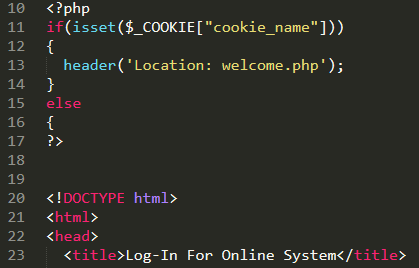 10 <?php
11 if(isset($_COOKIE["cookie_name"]))
12 {
13   header('Location: welcome.php');
14 }
15 else
16 {
17 ?>
18
19
20 <!DOCTYPE html>
21 <html>
22 <head>
23   <title>Log-In For Online System</title>